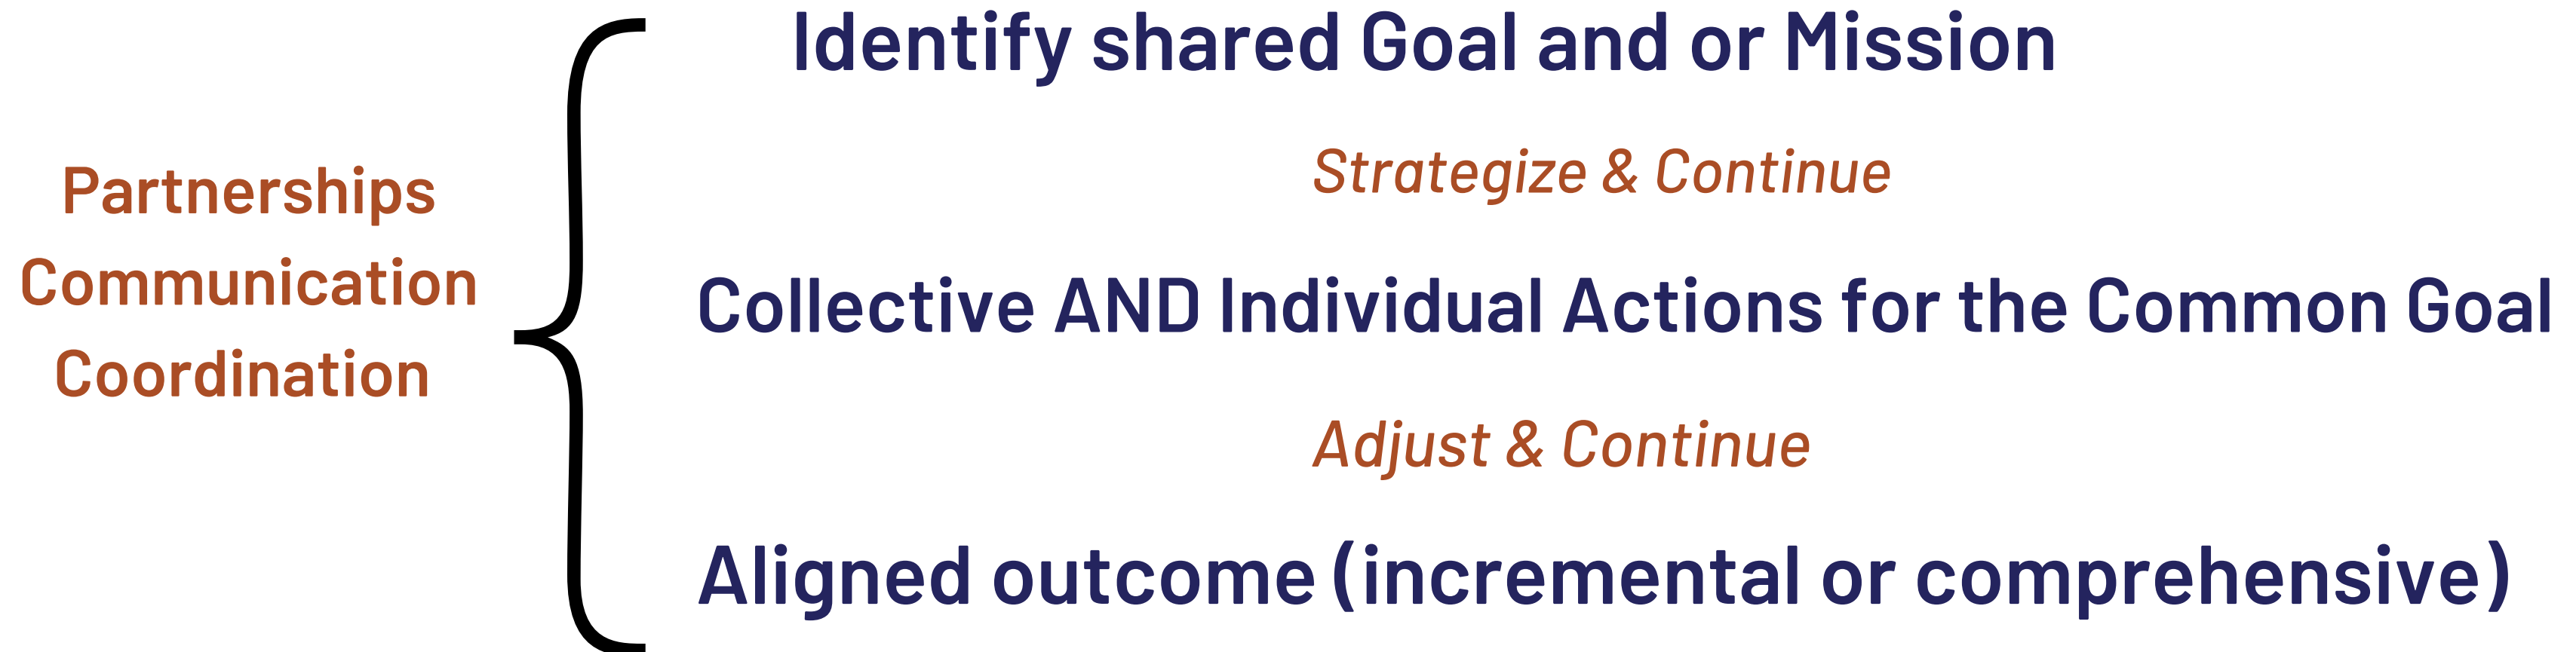 Partnerships
Communication
Coordination
Identify shared Goal and or Mission
Strategize & Continue
Collective AND Individual Actions for the Common Goal
Adjust & Continue
Aligned outcome (incremental or comprehensive)